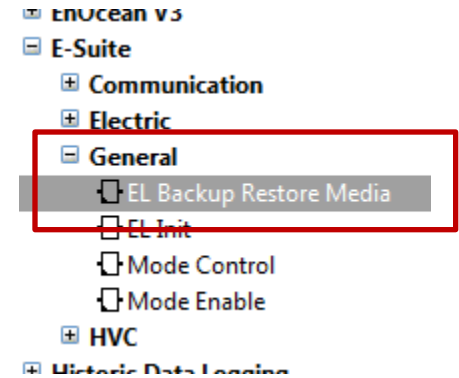 EnOcean V3
E-Suite
Communication
Electric
General
EL Backup Restore Media
EL Init
Mode Control
Mode Enable
HVC
Historic Data Logging